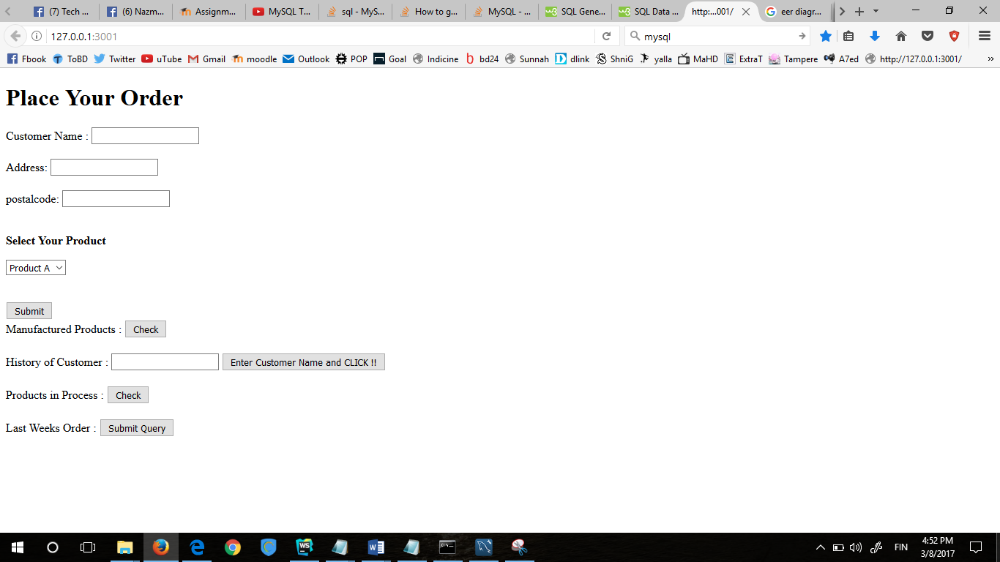 (7) Tech ... (6) Nazm... Assignm... MySQL T... sql - MyS... How to g... MySQL - ... SQL Gene... SQL Data ... http:...001/ eer diagr...
127.0.0.1:3001 mysql
Fbook ToBD Twitter uTube Gmail moodle Outlook POP Goal Indicine bd24 Sunnah dlink ShniG yalla MaHD ExtraT Tampere A7ed http://127.0.0.1:3001/ »
Place Your Order
Customer Name :
Address:
postalcode:
Select Your Product
Product A
Submit
Manufactured Products : Check
History of Customer : Enter Customer Name and CLICK !!
Products in Process : Check
Last Weeks Order : Submit Query
FIN 4:52 PM
3/8/2017